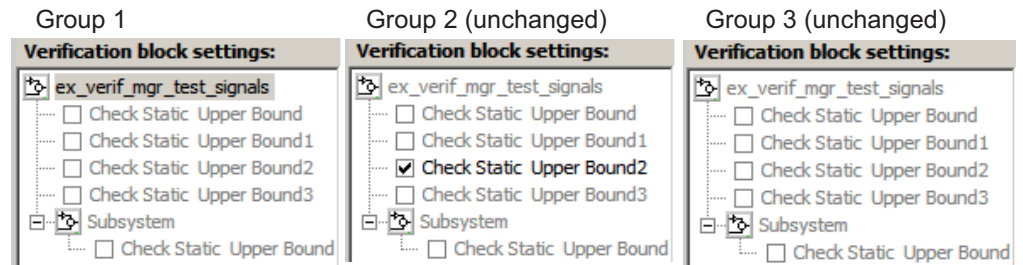 Group 1
Verification block settings:
ex_verif_mgr_test_signals
Check Static Upper Bound
Check Static Upper Bound1
Check Static Upper Bound2
Check Static Upper Bound3
Subsystem
Check Static Upper Bound
Group 2 (unchanged)
Verification block settings:
ex_verif_mgr_test_signals
Check Static Upper Bound
Check Static Upper Bound1
Check Static Upper Bound2
Check Static Upper Bound3
Subsystem
Check Static Upper Bound
Group 3 (unchanged)
Verification block settings:
ex_verif_mgr_test_signals
Check Static Upper Bound
Check Static Upper Bound1
Check Static Upper Bound2
Check Static Upper Bound3
Subsystem
Check Static Upper Bound